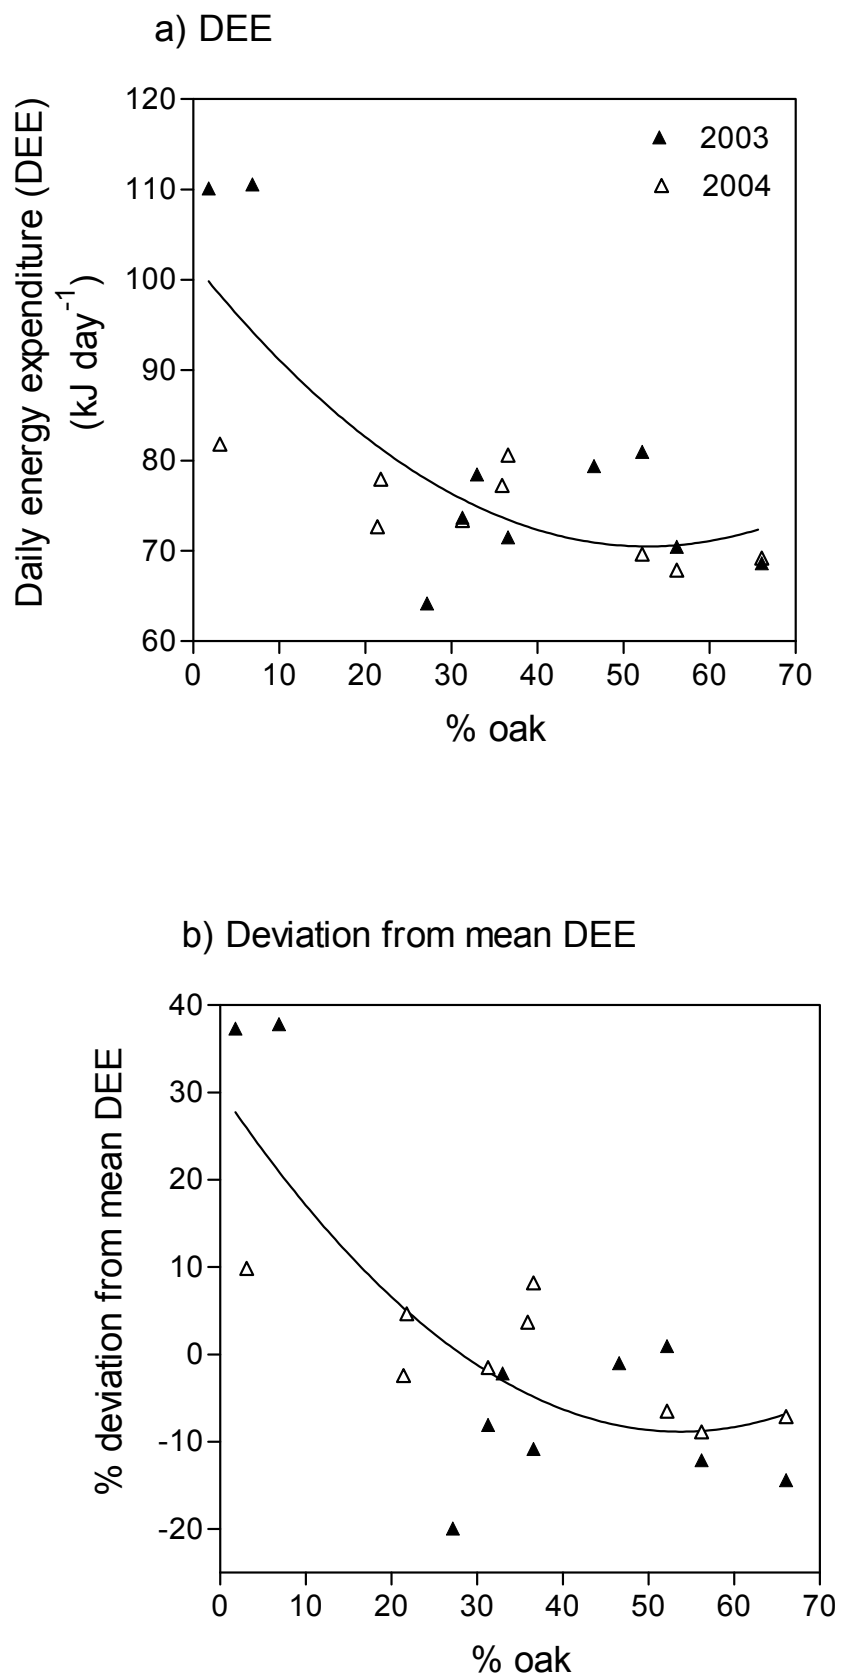 a) DEE
Daily energy expenditure (DEE)
(kJ day-1)
120
110
100
90
80
70
60
2003
2004
0 10 20 30 40 50 60 70
% oak
b) Deviation from mean DEE
% deviation from mean DEE
40
30
20
10
0
-10
-20
0 10 20 30 40 50 60 70
% oak